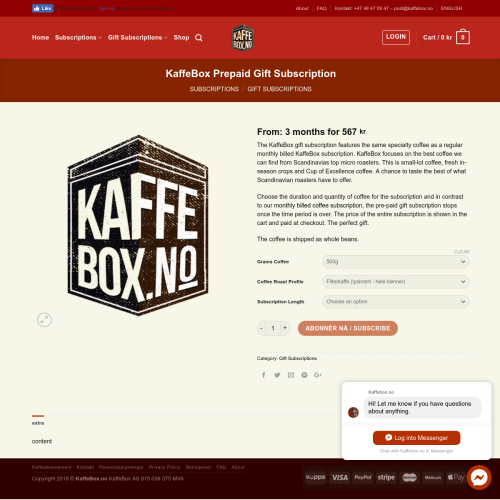 Like
About | FAQ | Kontakt: +47 48 47 09 47 – post@kaffebox.no | ENGLISH
Home Subscriptions Gift Subscriptions Shop
KAFFE
BOX.NO
LOGIN
Cart / 0 kr 0
KaffeBox Prepaid Gift Subscription
SUBSCRIPTIONS / GIFT SUBSCRIPTIONS
KAFFE
BOX.NO
From: 3 months for 567 kr
The KaffeBox gift subscription features the same specialty coffee as a regular
monthly billed KaffeBox subscription. KaffeBox focuses on the best coffee we
can find from Scandinavias top micro roasters. This is small-lot coffee, fresh in-
season crops and Cup of Excellence coffee. A chance to taste the best of what
Scandinavian roasters have to offer.
Choose the duration and quantity of coffee for the subscription and in contrast
to our monthly billed coffee subscription, the pre-paid gift subscription stops
once the time period is over. The price of the entire subscription is shown in the
cart and paid at checkout. The perfect gift.
The coffee is shipped as whole beans.
CLEAR
Grams Coffee 500g
Coffee Roast Profile Filterkaffe (lysbrent - hele bønner)
Subscription Length Choose an option
- 1 + ABONNÉR NÅ / SUBSCRIBE
Category: Gift Subscriptions
Kaffebox.no
Hi! Let me know if you have questions
about anything.
Log into Messenger
Chat with Kaffebox.no in Messenger
extra
content
Kaffeabonnement Kontakt Personopplysninger Privacy Policy Betingelser FAQ About
Copyright 2018 © KaffeBox.no KaffeBox AS 915 039 375 MVA
Vipps VISA PayPal stripe